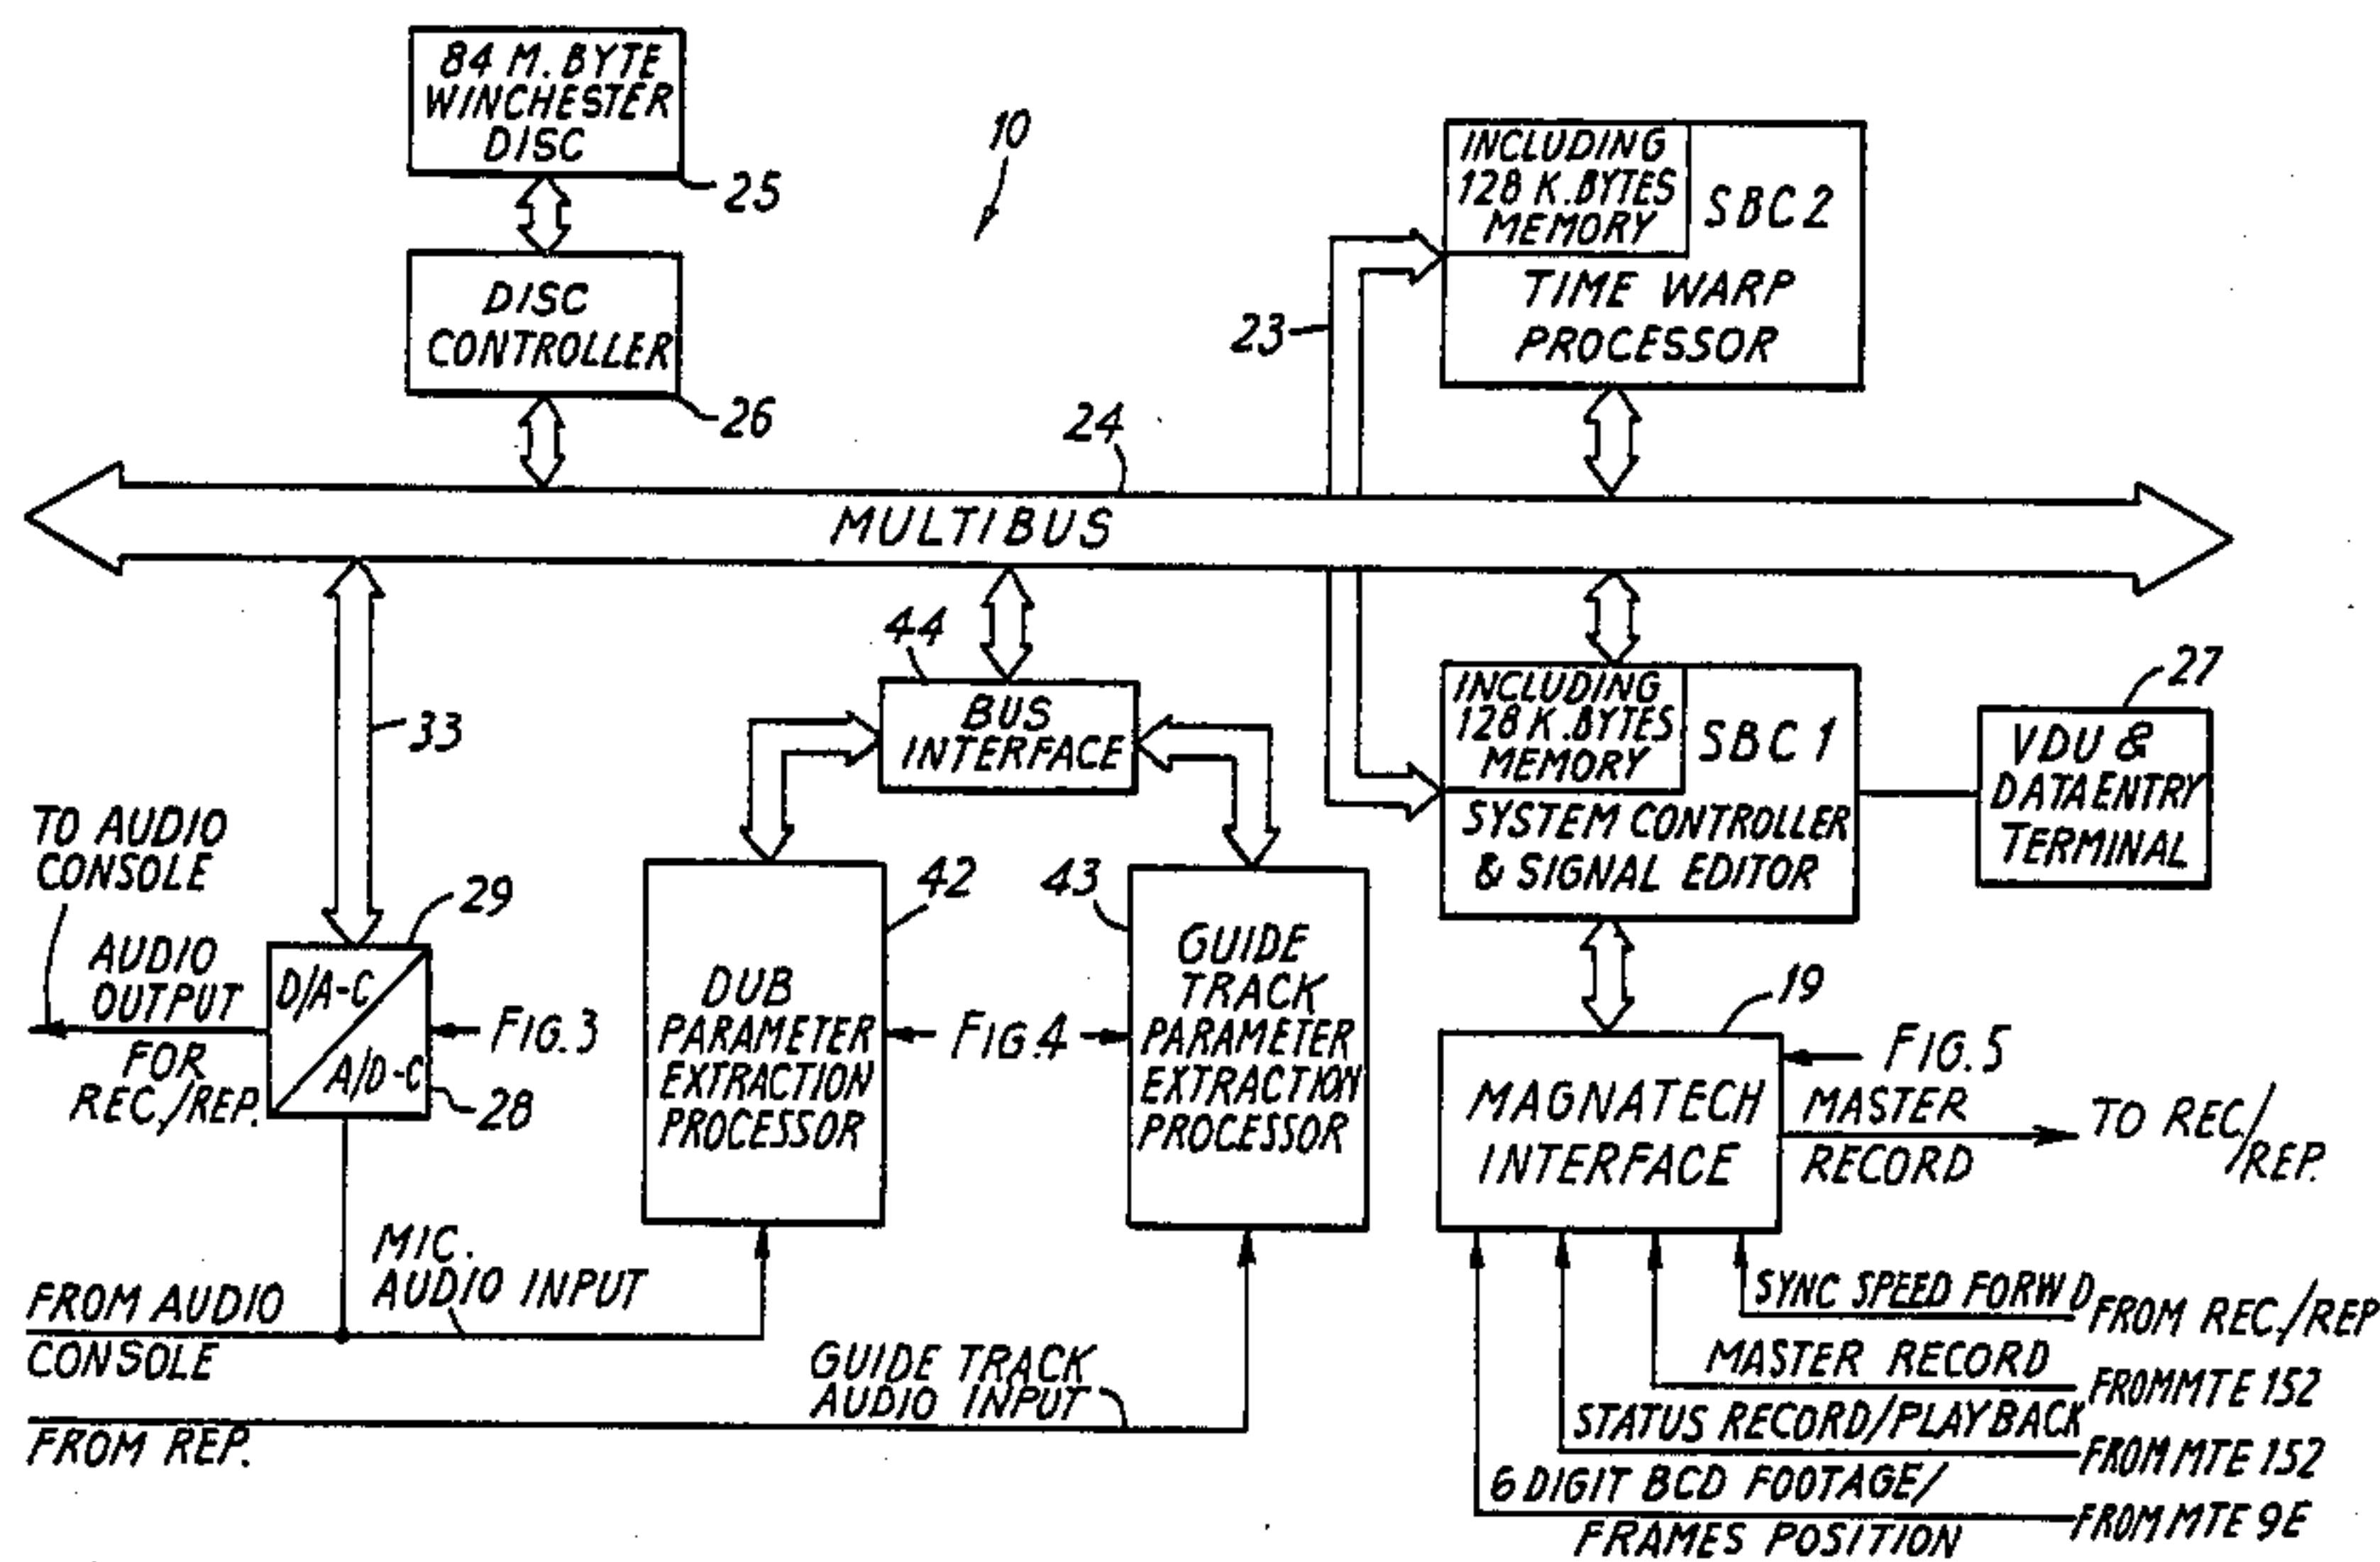 84 M. BYTE
WINCHESTER
DISC
25
10
DISC
CONTROLLER
26
INCLUDING
128 K. BYTES
MEMORY
SBC 2
TIME WARP
PROCESSOR
23
24
MULTIBUS
33
44
BUS
INTERFACE
INCLUDING
128 K. BYTES
MEMORY
SBC 1
SYSTEM CONTROLLER
& SIGNAL EDITOR
27
VDU &
DATA ENTRY
TERMINAL
TO AUDIO
CONSOLE
AUDIO
OUTPUT
FOR
REC./REP.
29
D/A-C
A/D-C
28
FIG. 3
42
DUB
PARAMETER
EXTRACTION
PROCESSOR
FIG. 4
43
GUIDE
TRACK
PARAMETER
EXTRACTION
PROCESSOR
19
FIG. 5
MAGNATECH
INTERFACE
MASTER
RECORD
TO REC/
/REP.
MIC.
AUDIO INPUT
FROM AUDIO
CONSOLE
GUIDE TRACK
AUDIO INPUT
FROM REP.
SYNC SPEED FORWD
FROM REC./REP
MASTER RECORD
FROM MTE 152
STATUS RECORD/PLAYBACK
FROM MTE 152
6 DIGIT BCD FOOTAGE/
FRAMES POSITION
FROM MTE 9E